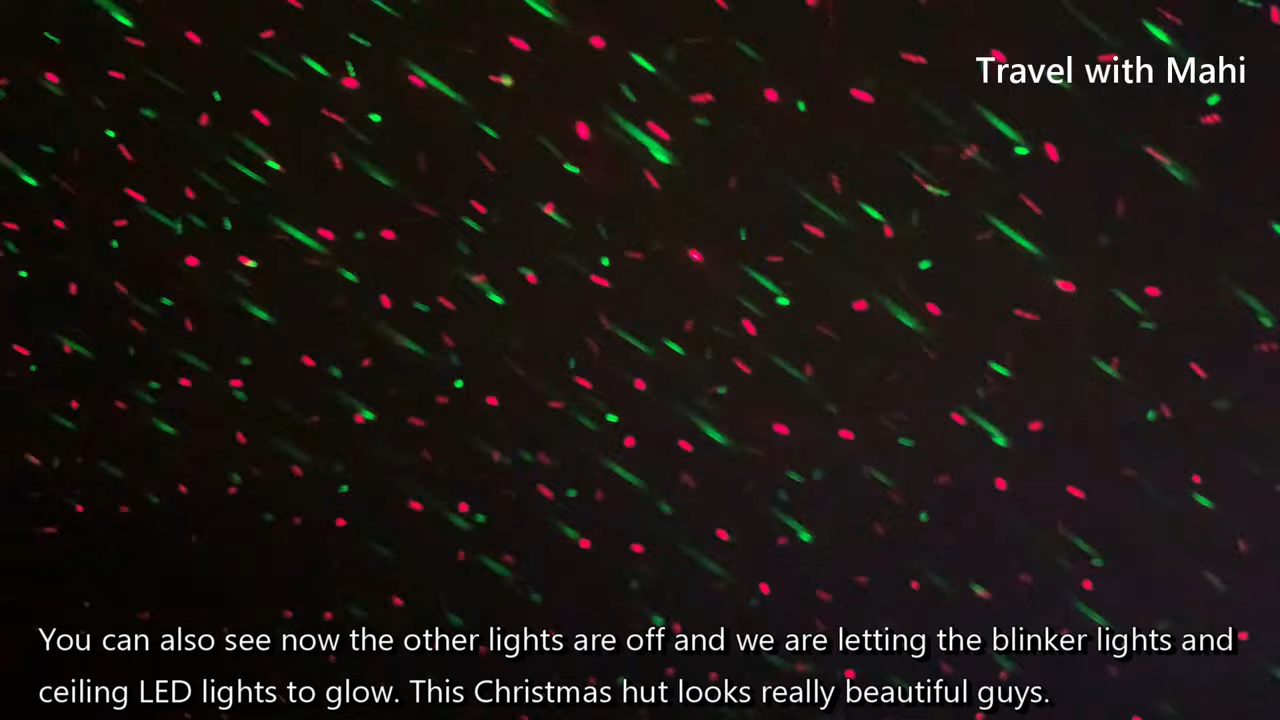 Travel with Mahi
You can also see now the other lights are off and we are letting the blinker lights and
ceiling LED lights to glow. This Christmas hut looks really beautiful guys.